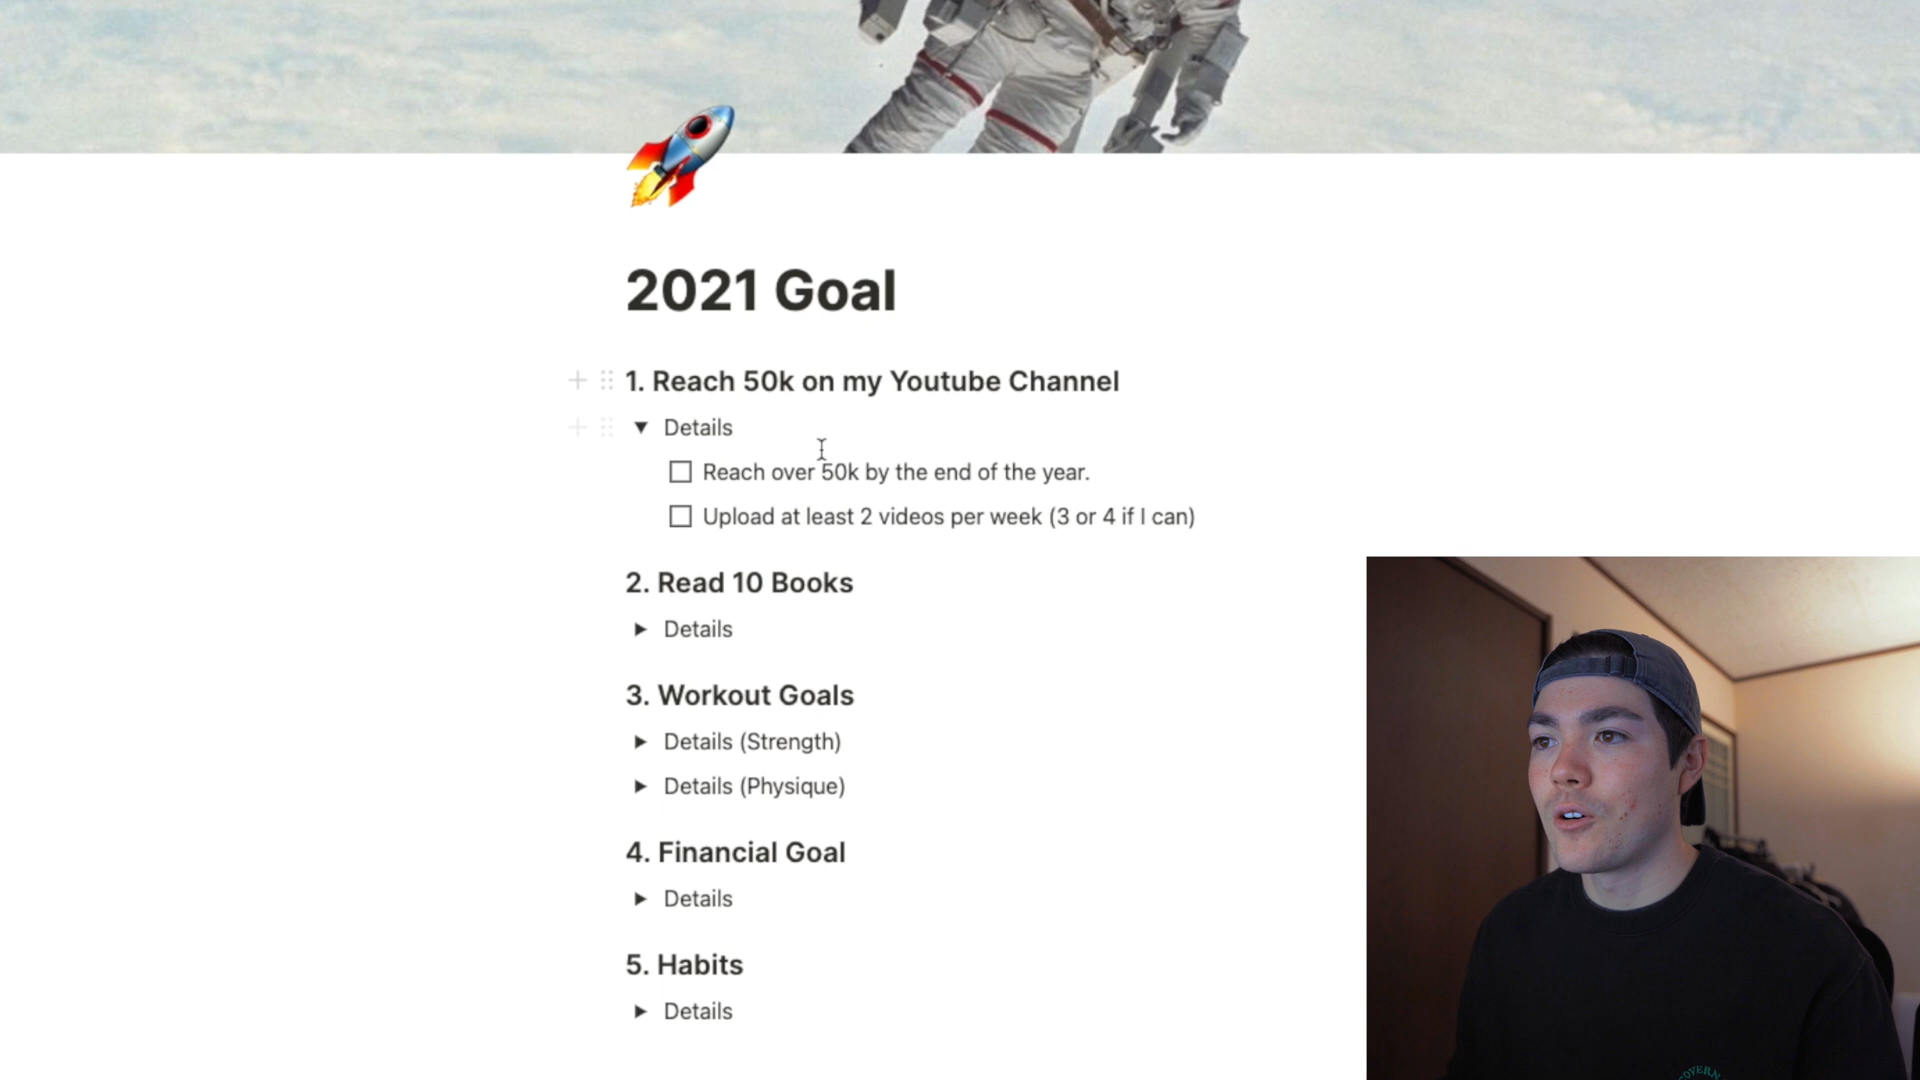 2021 Goal
1. Reach 50k on my Youtube Channel
Details
Reach over 50k by the end of the year.
Upload at least 2 videos per week (3 or 4 if I can)
2. Read 10 Books
Details
3. Workout Goals
Details (Strength)
Details (Physique)
4. Financial Goal
Details
5. Habits
Details